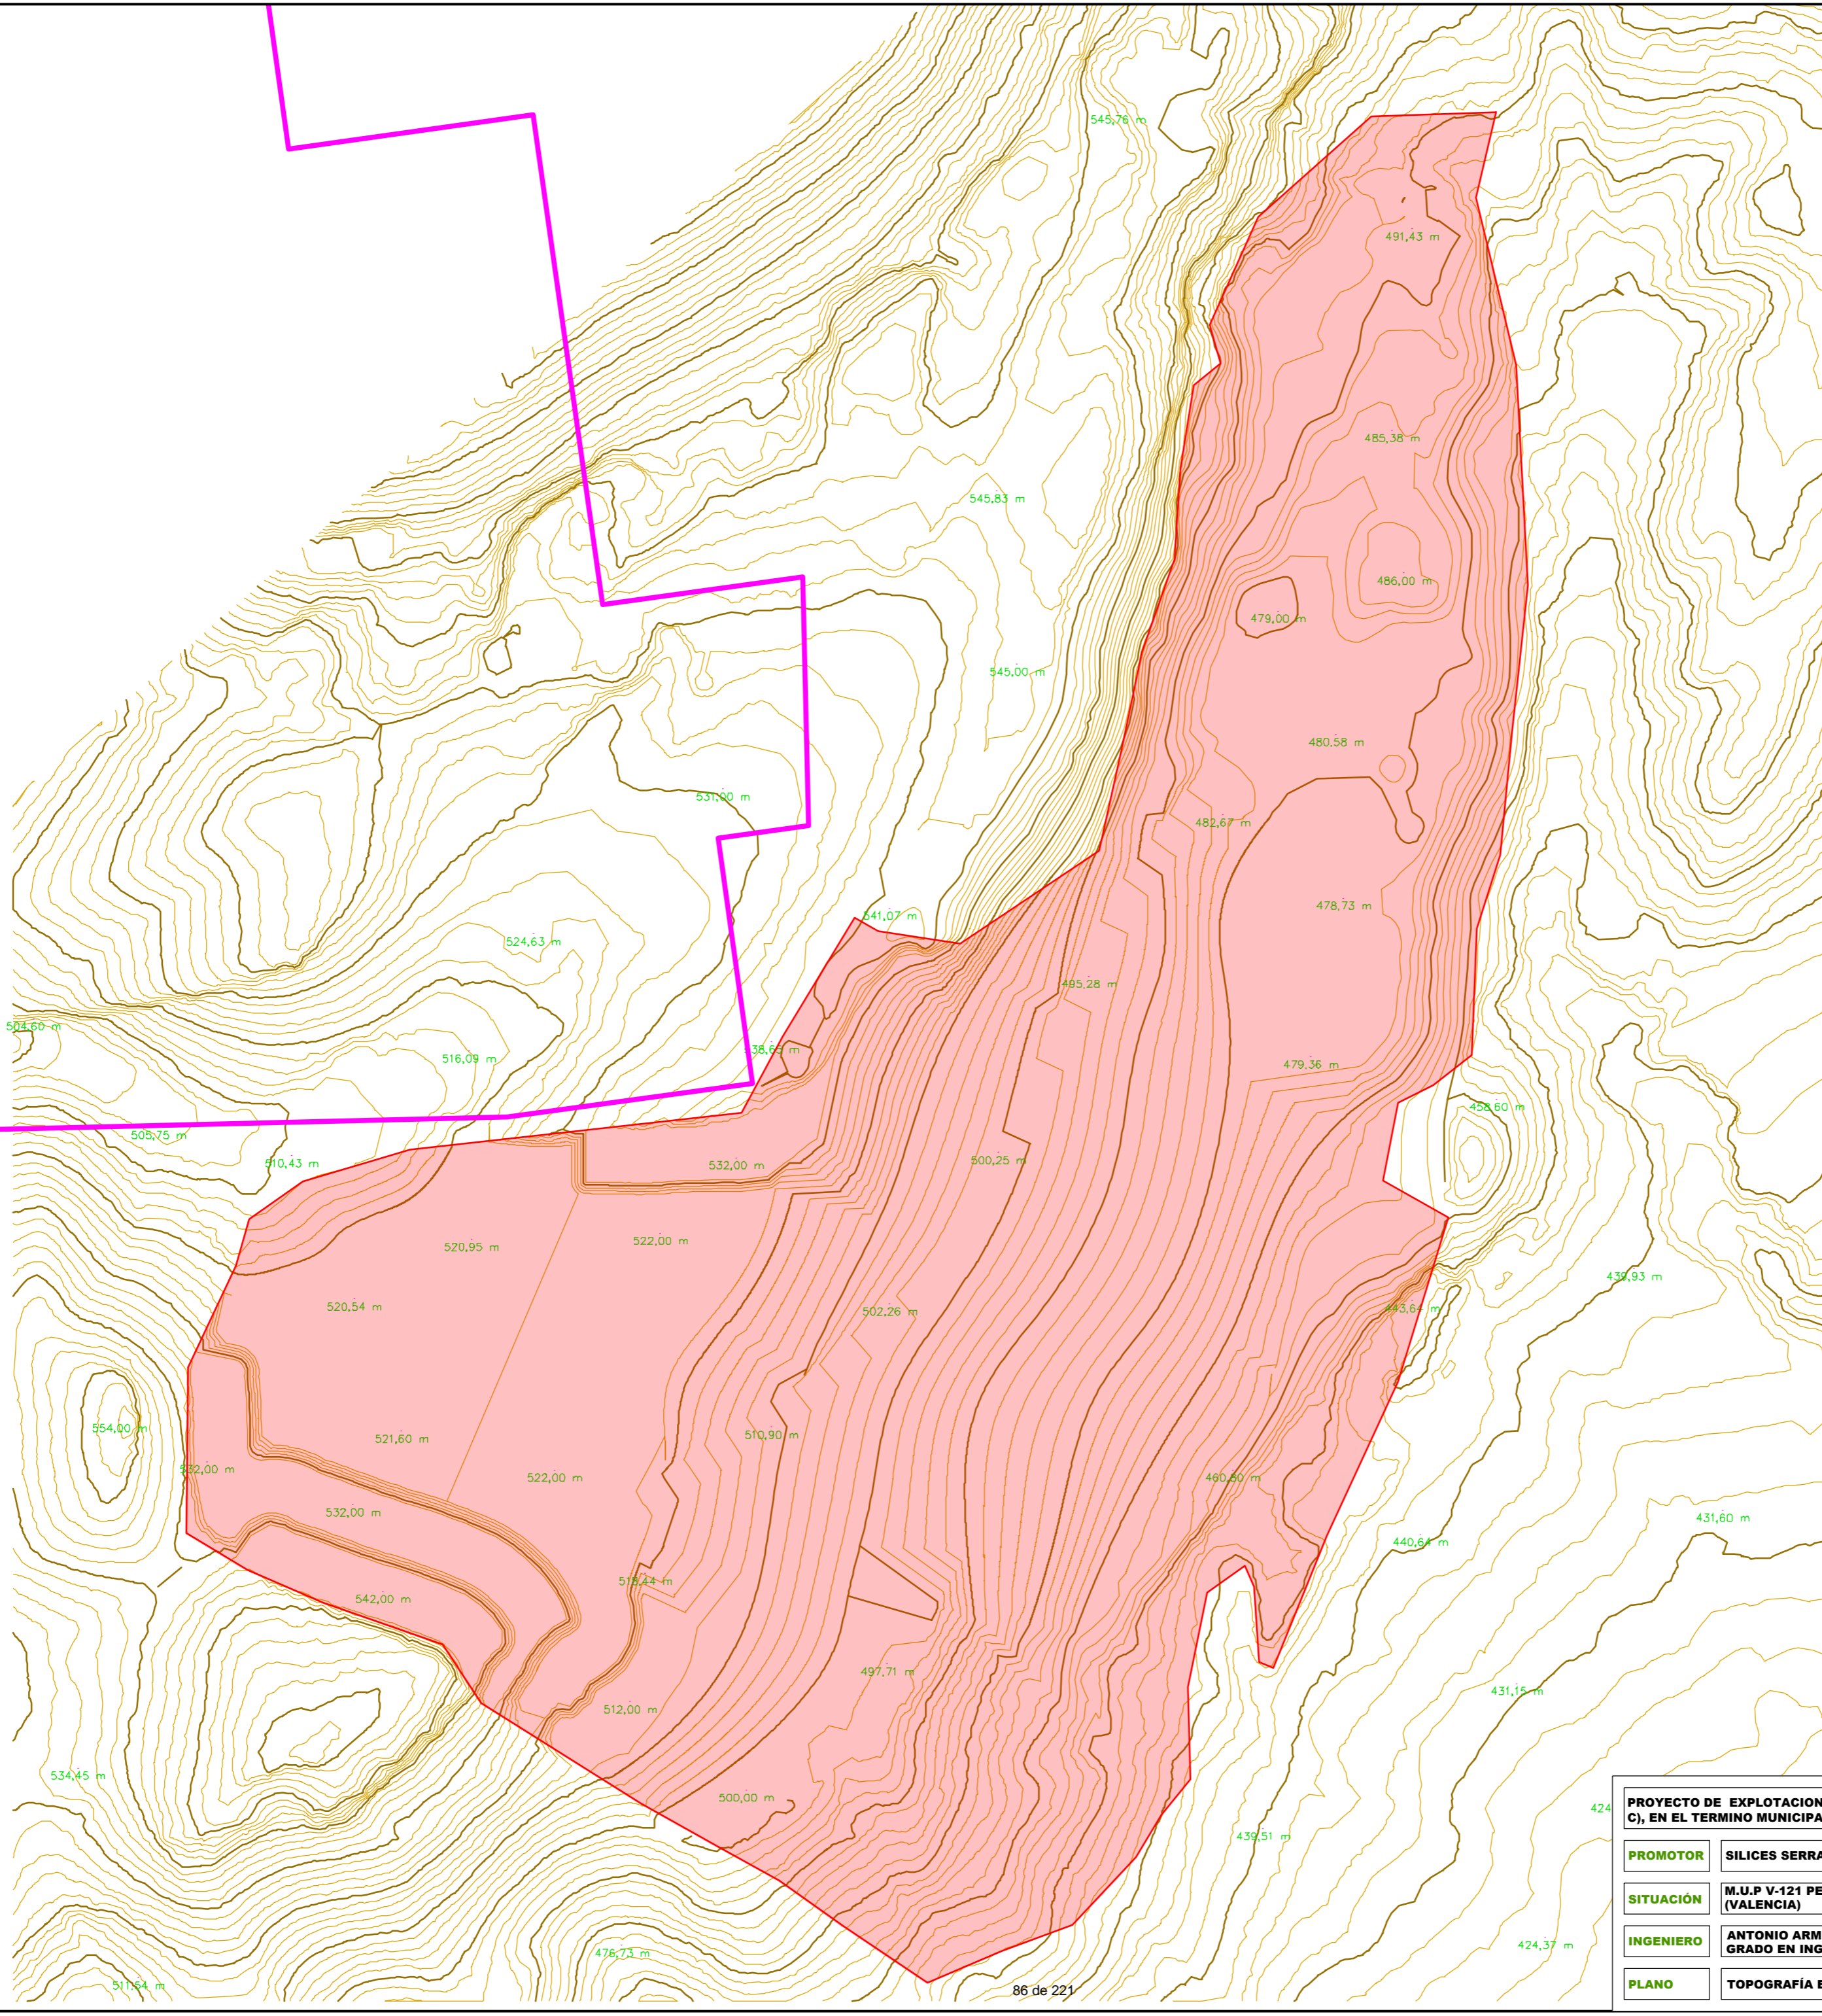 545,76 m
491,43 m
485,38 m
545,83 m
486,00 m
479,00 m
545,00 m
480,58 m
531,00 m
482,67 m
478,73 m
541,07 m
524,63 m
495,28 m
504,60 m
538,65 m
516,09 m
479,36 m
458,60 m
505,75 m
510,43 m
532,00 m
500,25 m
522,00 m
520,95 m
439,93 m
520,54 m
502,26 m
443,64 m
554,00 m
521,60 m
510,90 m
532,00 m
522,00 m
460,80 m
532,00 m
431,60 m
440,64 m
518,44 m
542,00 m
497,71 m
431,15 m
512,00 m
534,45 m
500,00 m
424
439,51 m
476,73 m
424,37 m
511,54 m
86 de 221
PROYECTO DE EXPLOTACION
C), EN EL TERMINO MUNICIPA
PROMOTOR SILICES SERRA
SITUACIÓN M.U.P V-121 PE
(VALENCIA)
INGENIERO ANTONIO ARM
GRADO EN ING
PLANO TOPOGRAFÍA E